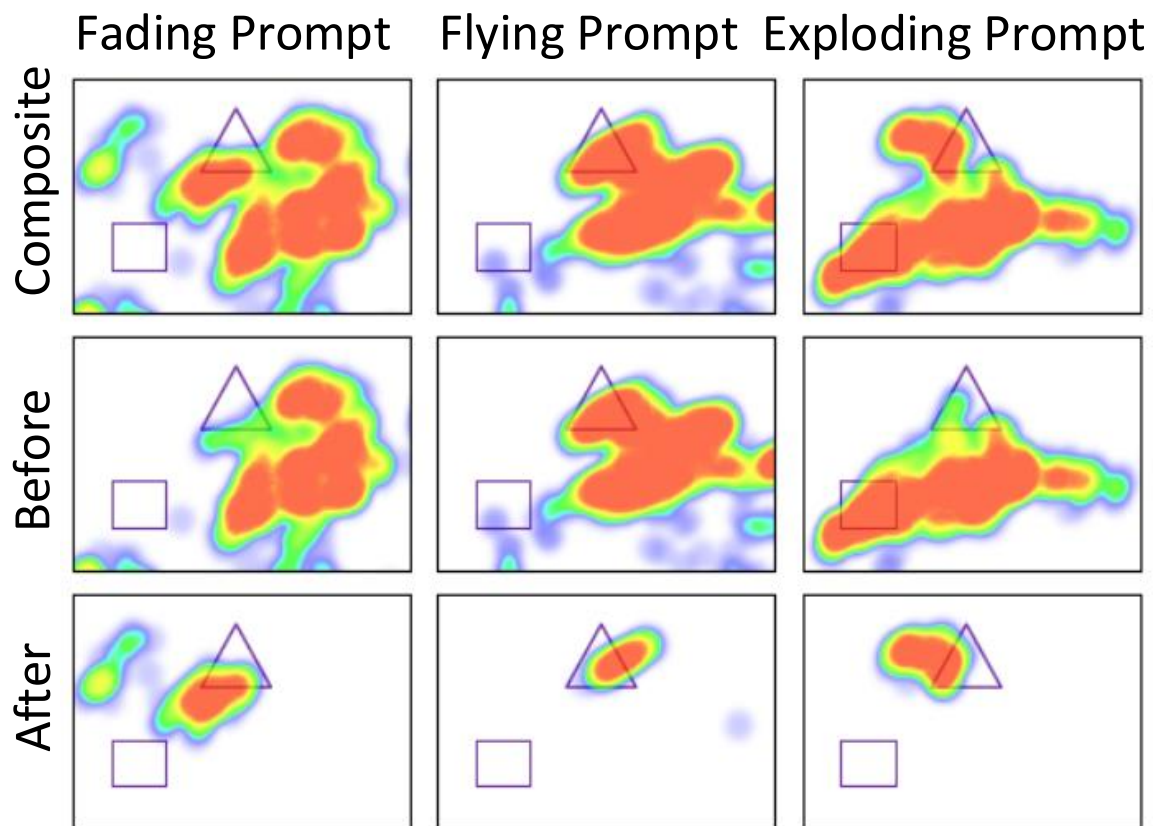 Fading Prompt
Flying Prompt
Exploding Prompt
Composite
Before
After